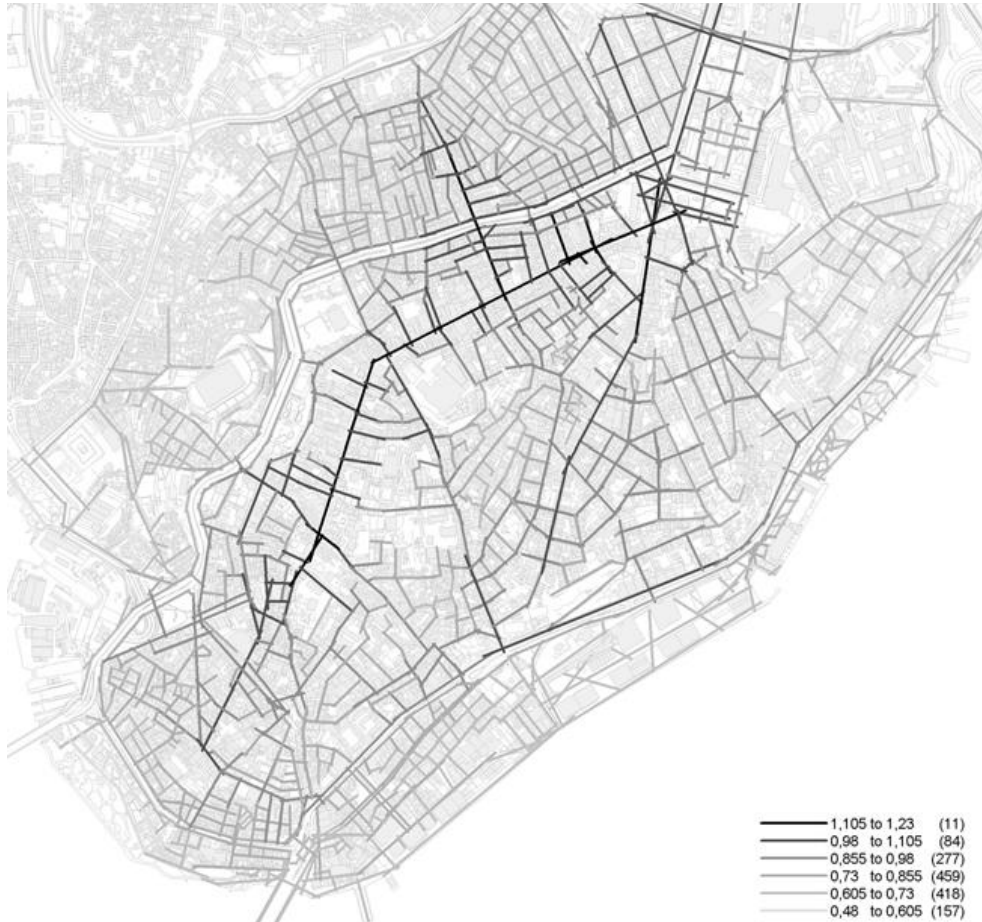 1,105 to 1,23 (11)
0,98 to 1,105 (84)
0,855 to 0,98 (277)
0,73 to 0,855 (459)
0,605 to 0,73 (418)
0,48 to 0,605 (157)